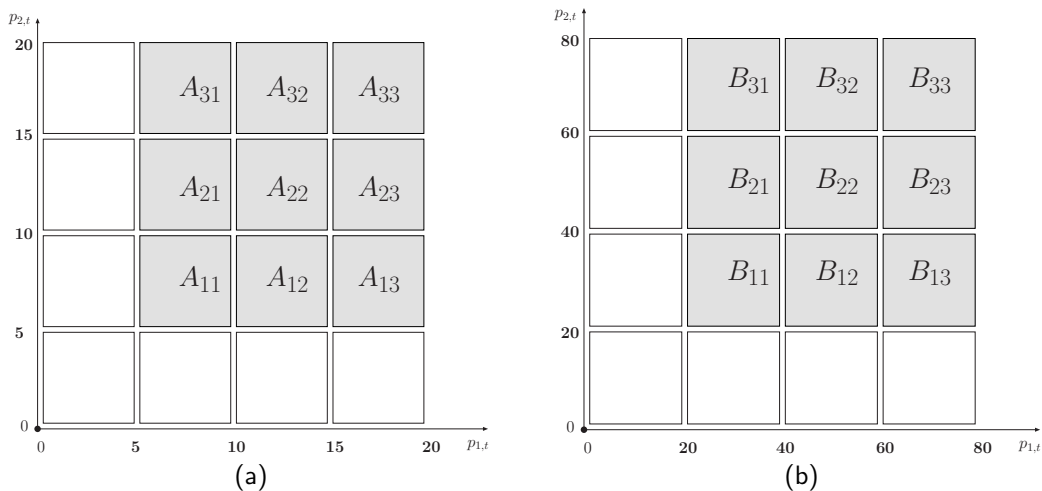 p2,t
20
A31 A32 A33
15
A21 A22 A23
10
A11 A12 A13
5
0
0 5 10 15 20 p1,t
(a)
p2,t
80
B31 B32 B33
60
B21 B22 B23
40
B11 B12 B13
20
0
0 20 40 60 80 p1,t
(b)